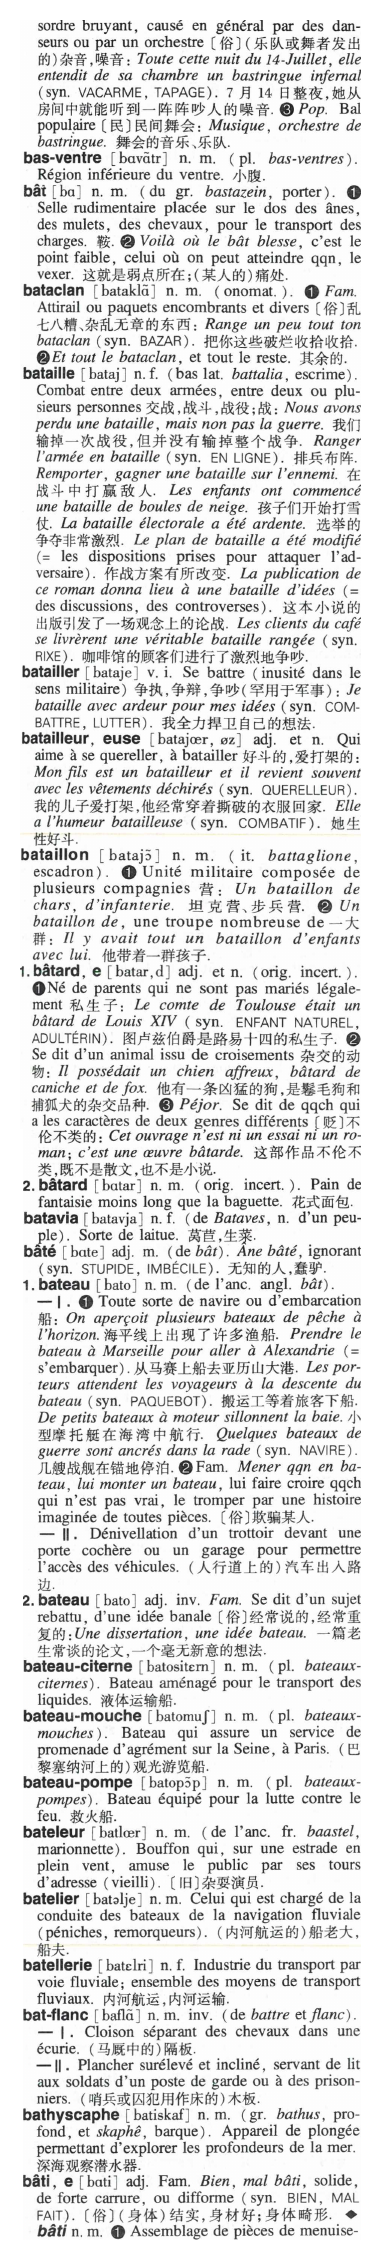 sordre bruyant, causé en général par des dan-
seurs ou par un orchestre [俗](乐队或舞者发出
的)杂音,噪音: Toute cette nuit du 14-Juillet, elle
entendit de sa chambre un bastringue infernal
(syn. VACARME, TAPAGE). 7 月 14 日整夜,她从
房间中就能听到一阵阵吵人的噪音. ❸ Pop. Bal
populaire [民]民间舞会: Musique, orchestre de
bastringue. 舞会的音乐、乐队.
bas-ventre [bɑvɑ̃tr] n. m. (pl. bas-ventres).
Région inférieure du ventre. 小腹.
bât [bɑ] n. m. (du gr. bastazein, porter). ❶
Selle rudimentaire placée sur le dos des ânes,
des mulets, des chevaux, pour le transport des
charges. 鞍. ❷ Voilà où le bât blesse, c'est le
point faible, celui où on peut atteindre qqn, le
vexer. 这就是弱点所在;(某人的)痛处.
bataclan [bataklɑ̃] n. m. (onomat.). ❶ Fam.
Attirail ou paquets encombrants et divers [俗]乱
七八糟、杂乱无章的东西: Range un peu tout ton
bataclan (syn. BAZAR). 把你这些破烂收拾收拾.
❷ Et tout le bataclan, et tout le reste. 其余的.
bataille [bataj] n. f. (bas lat. battalia, escrime).
Combat entre deux armées, entre deux ou plu-
sieurs personnes 交战,战斗,战役;战: Nous avons
perdu une bataille, mais non pas la guerre. 我们
输掉一次战役,但并没有输掉整个战争. Ranger
l'armée en bataille (syn. EN LIGNE). 排兵布阵.
Remporter, gagner une bataille sur l'ennemi. 在
战斗中打赢敌人. Les enfants ont commencé
une bataille de boules de neige. 孩子们开始打雪
仗. La bataille électorale a été ardente. 选举的
争夺非常激烈. Le plan de bataille a été modifié
(= les dispositions prises pour attaquer l'ad-
versaire). 作战方案有所改变. La publication de
ce roman donna lieu à une bataille d'idées (=
des discussions, des controverses). 这本小说的
出版引发了一场观念上的论战. Les clients du café
se livrèrent une véritable bataille rangée (syn.
RIXE). 咖啡馆的顾客们进行了激烈地争吵.
batailler [bataje] v. i. Se battre (inusité dans le
sens militaire) 争执,争辩,争吵(罕用于军事): Je
bataille avec ardeur pour mes idées (syn. COM-
BATTRE, LUTTER). 我全力捍卫自己的想法.
batailleur, euse [batajœr, øz] adj. et n. Qui
aime à se quereller, à batailler 好斗的,爱打架的:
Mon fils est un batailleur et il revient souvent
avec les vêtements déchirés (syn. QUERELLEUR).
我的儿子爱打架,他经常穿着撕破的衣服回家. Elle
a l'humeur batailleuse (syn. COMBATIF). 她生
性好斗.
bataillon [batajɔ̃] n. m. (it. battaglione,
escadron). ❶ Unité militaire composée de
plusieurs compagnies 营: Un bataillon de
chars, d'infanterie. 坦克营、步兵营. ❷ Un
bataillon de, une troupe nombreuse de 一大
群: Il y avait tout un bataillon d'enfants
avec lui. 他带着一群孩子.
1. bâtard, e [batar,d] adj. et n. (orig. incert.).
❶ Né de parents qui ne sont pas mariés légale-
ment 私生子: Le comte de Toulouse était un
bâtard de Louis XIV (syn. ENFANT NATUREL,
ADULTÉRIN). 图卢兹伯爵是路易十四的私生子. ❷
Se dit d'un animal issu de croisements 杂交的动
物: Il possédait un chien affreux, bâtard de
caniche et de fox. 他有一条凶猛的狗,是鬈毛狗和
捕狐犬的杂交品种. ❸ Péjor. Se dit de qqch qui
a les caractères de deux genres différents [贬]不
伦不类的: Cet ouvrage n'est ni un essai ni un ro-
man; c'est une œuvre bâtarde. 这部作品不伦不
类,既不是散文,也不是小说.
2. bâtard [bɑtar] n. m. (orig. incert.). Pain de
fantaisie moins long que la baguette. 花式面包.
batavia [batavja] n. f. (de Bataves, n. d'un peu-
ple). Sorte de laitue. 莴苣,生菜.
bâté [bɑte] adj. m. (de bât). Âne bâté, ignorant
(syn. STUPIDE, IMBÉCILE). 无知的人,蠢驴.
1. bateau [bato] n. m. (de l'anc. angl. bât).
— I. ❶ Toute sorte de navire ou d'embarcation
船: On aperçoit plusieurs bateaux de pêche à
l'horizon. 海平线上出现了许多渔船. Prendre le
bateau à Marseille pour aller à Alexandrie (=
s'embarquer). 从马赛上船去亚历山大港. Les por-
teurs attendent les voyageurs à la descente du
bateau (syn. PAQUEBOT). 搬运工等着旅客下船.
De petits bateaux à moteur sillonnent la baie. 小
型摩托艇在海湾中航行. Quelques bateaux de
guerre sont ancrés dans la rade (syn. NAVIRE).
几艘战舰在锚地停泊. ❷ Fam. Mener qqn en ba-
teau, lui monter un bateau, lui faire croire qqch
qui n'est pas vrai, le tromper par une histoire
imaginée de toutes pièces. [俗]欺骗某人.
— II. Dénivellation d'un trottoir devant une
porte cochère ou un garage pour permettre
l'accès des véhicules. (人行道上的)汽车出入路
边.
2. bateau [bato] adj. inv. Fam. Se dit d'un sujet
rebattu, d'une idée banale [俗]经常说的,经常重
复的: Une dissertation, une idée bateau. 一篇老
生常谈的论文,一个毫无新意的想法.
bateau-citerne [batositɛrn] n. m. (pl. bateaux-
citernes). Bateau aménagé pour le transport des
liquides. 液体运输船.
bateau-mouche [batomuʃ] n. m. (pl. bateaux-
mouches). Bateau qui assure un service de
promenade d'agrément sur la Seine, à Paris. (巴
黎塞纳河上的)观光游览船.
bateau-pompe [batopɔ̃p] n. m. (pl. bateaux-
pompes). Bateau équipé pour la lutte contre le
feu. 救火船.
bateleur [batlœr] n. m. (de l'anc. fr. baastel,
marionnette). Bouffon qui, sur une estrade en
plein vent, amuse le public par ses tours
d'adresse (vieilli). [旧]杂耍演员.
batelier [batəlje] n. m. Celui qui est chargé de la
conduite des bateaux de la navigation fluviale
(péniches, remorqueurs). (内河航运的)船老大,
船夫.
batellerie [batɛlri] n. f. Industrie du transport par
voie fluviale; ensemble des moyens de transport
fluviaux. 内河航运,内河运输.
bat-flanc [baflɑ̃] n. m. inv. (de battre et flanc).
— I. Cloison séparant des chevaux dans une
écurie. (马厩中的)隔板.
— II. Plancher surélevé et incliné, servant de lit
aux soldats d'un poste de garde ou à des prison-
niers. (哨兵或囚犯用作床的)木板.
bathyscaphe [batiskaf] n. m. (gr. bathus, pro-
fond, et skaphê, barque). Appareil de plongée
permettant d'explorer les profondeurs de la mer.
深海观察潜水器.
bâti, e [bɑti] adj. Fam. Bien, mal bâti, solide,
de forte carrure, ou difforme (syn. BIEN, MAL
FAIT). [俗](身体)结实,身材好;身体畸形. ◆
bâti n. m. ❶ Assemblage de pièces de menuise-